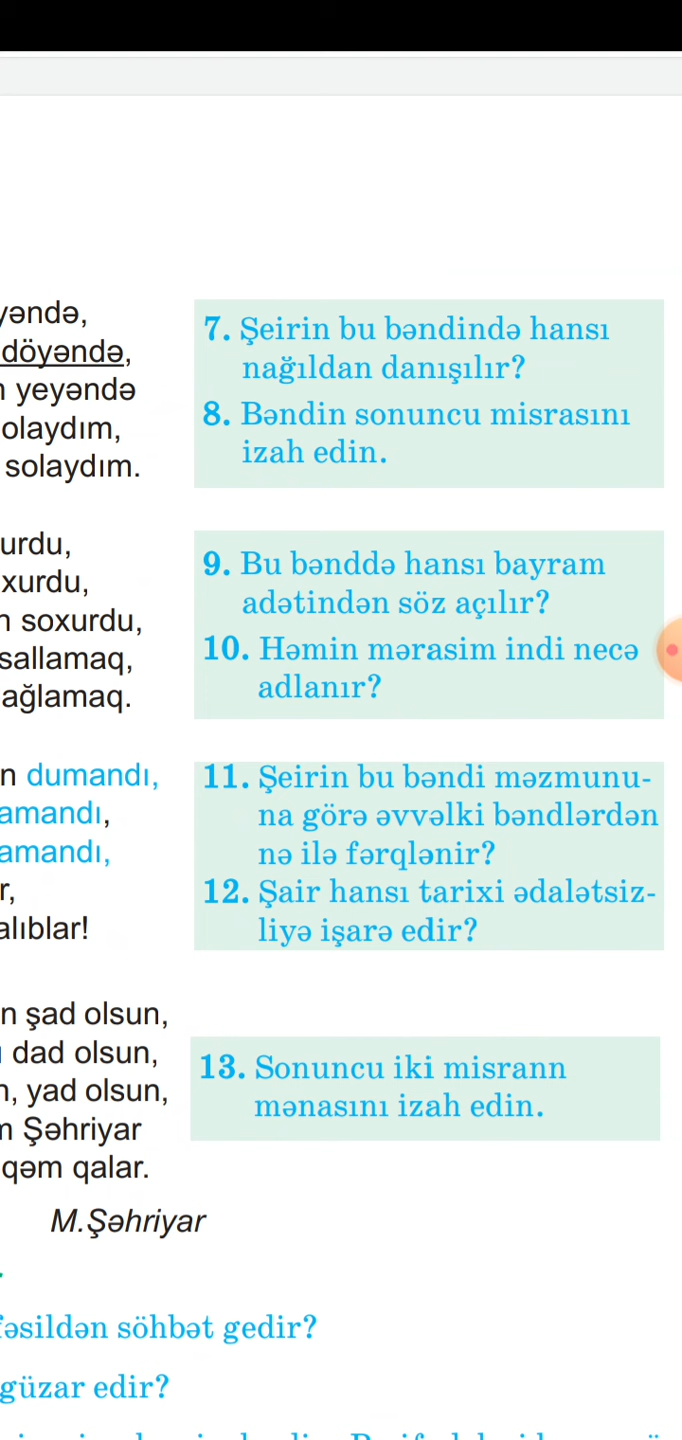 yəndə,
döyəndə,
yeyəndə
olaydım,
solaydım.
7. Şeirin bu bəndində hansı
nağıldan danışılır?
8. Bəndin sonuncu misrasını
izah edin.
urdu,
xurdu,
soxurdu,
sallamaq,
ağlamaq.
9. Bu bənddə hansı bayram
adətindən söz açılır?
10. Həmin mərasim indi necə
adlanır?
n dumandı,
amandı,
amandı,
r,
alıblar!
11. Şeirin bu bəndi məzmunu-
na görə əvvəlki bəndlərdən
nə ilə fərqlənir?
12. Şair hansı tarixi ədalətsiz-
liyə işarə edir?
n şad olsun,
dad olsun,
, yad olsun,
Şəhriyar
qəm qalar.
13. Sonuncu iki misrann
mənasını izah edin.
M.Şəhriyar
fəsildən söhbət gedir?
güzar edir?